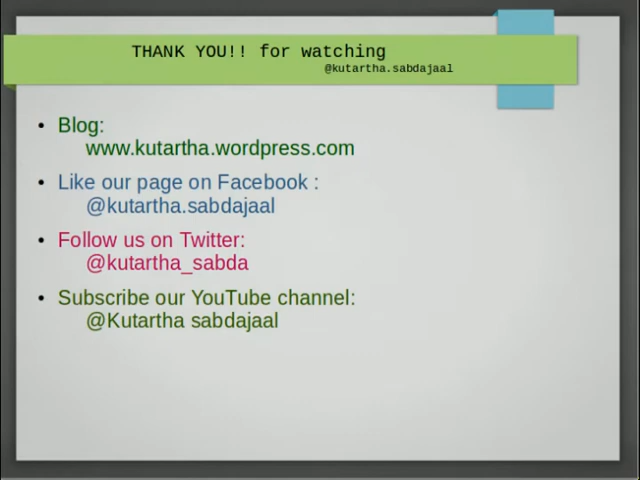 THANK YOU!! for watching
@kutartha.sabdajaal
• Blog:
www.kutartha.wordpress.com
• Like our page on Facebook :
@kutartha.sabdajaal
• Follow us on Twitter:
@kutartha_sabda
• Subscribe our YouTube channel:
@Kutartha sabdajaal